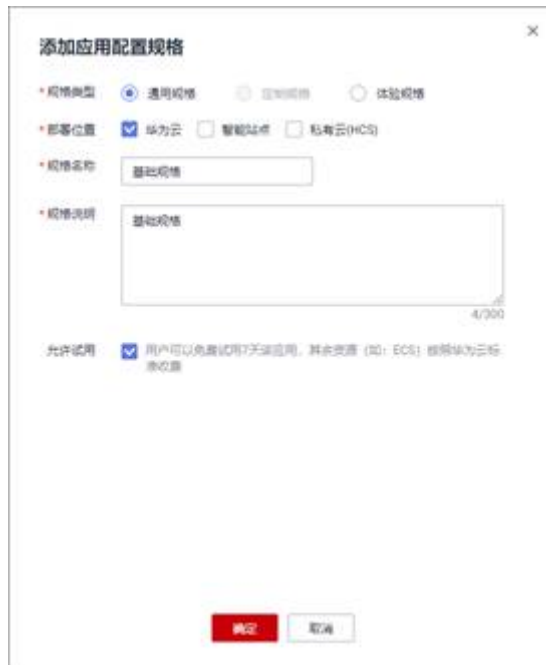 添加应用配置规格
* 规格类型 通用规格 定制规格 体验规格
* 部署位置 华为云 智能站点 私有云(HCS)
* 规格名称 基础规格
* 规格说明 基础规格
4/300
允许试用 用户可以免费试用7天该应用，其余资源（如：ECS）按照华为云标
准收费
确定 取消